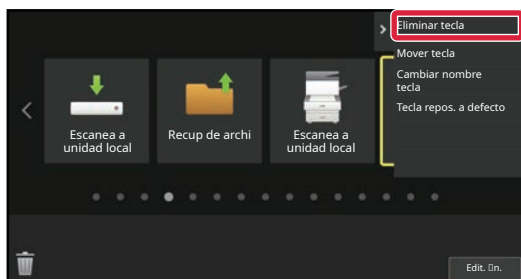 Eliminar tecla
Mover tecla
Cambiar nombre
tecla
Tecla repos. a defecto
Escanea a
unidad local
Recup de archi
Escanea a
unidad local
Edit.